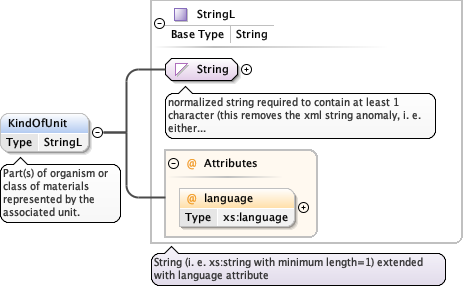 StringL
Base Type String
String
normalized string required to contain at least 1
character (this removes the xml string anomaly, i. e.
either...
KindOfUnit
Type StringL
Part(s) of organism or
class of materials
represented by the
associated unit.
@ Attributes
@ language
Type xs:language
String (i. e. xs:string with minimum length=1) extended
with language attribute